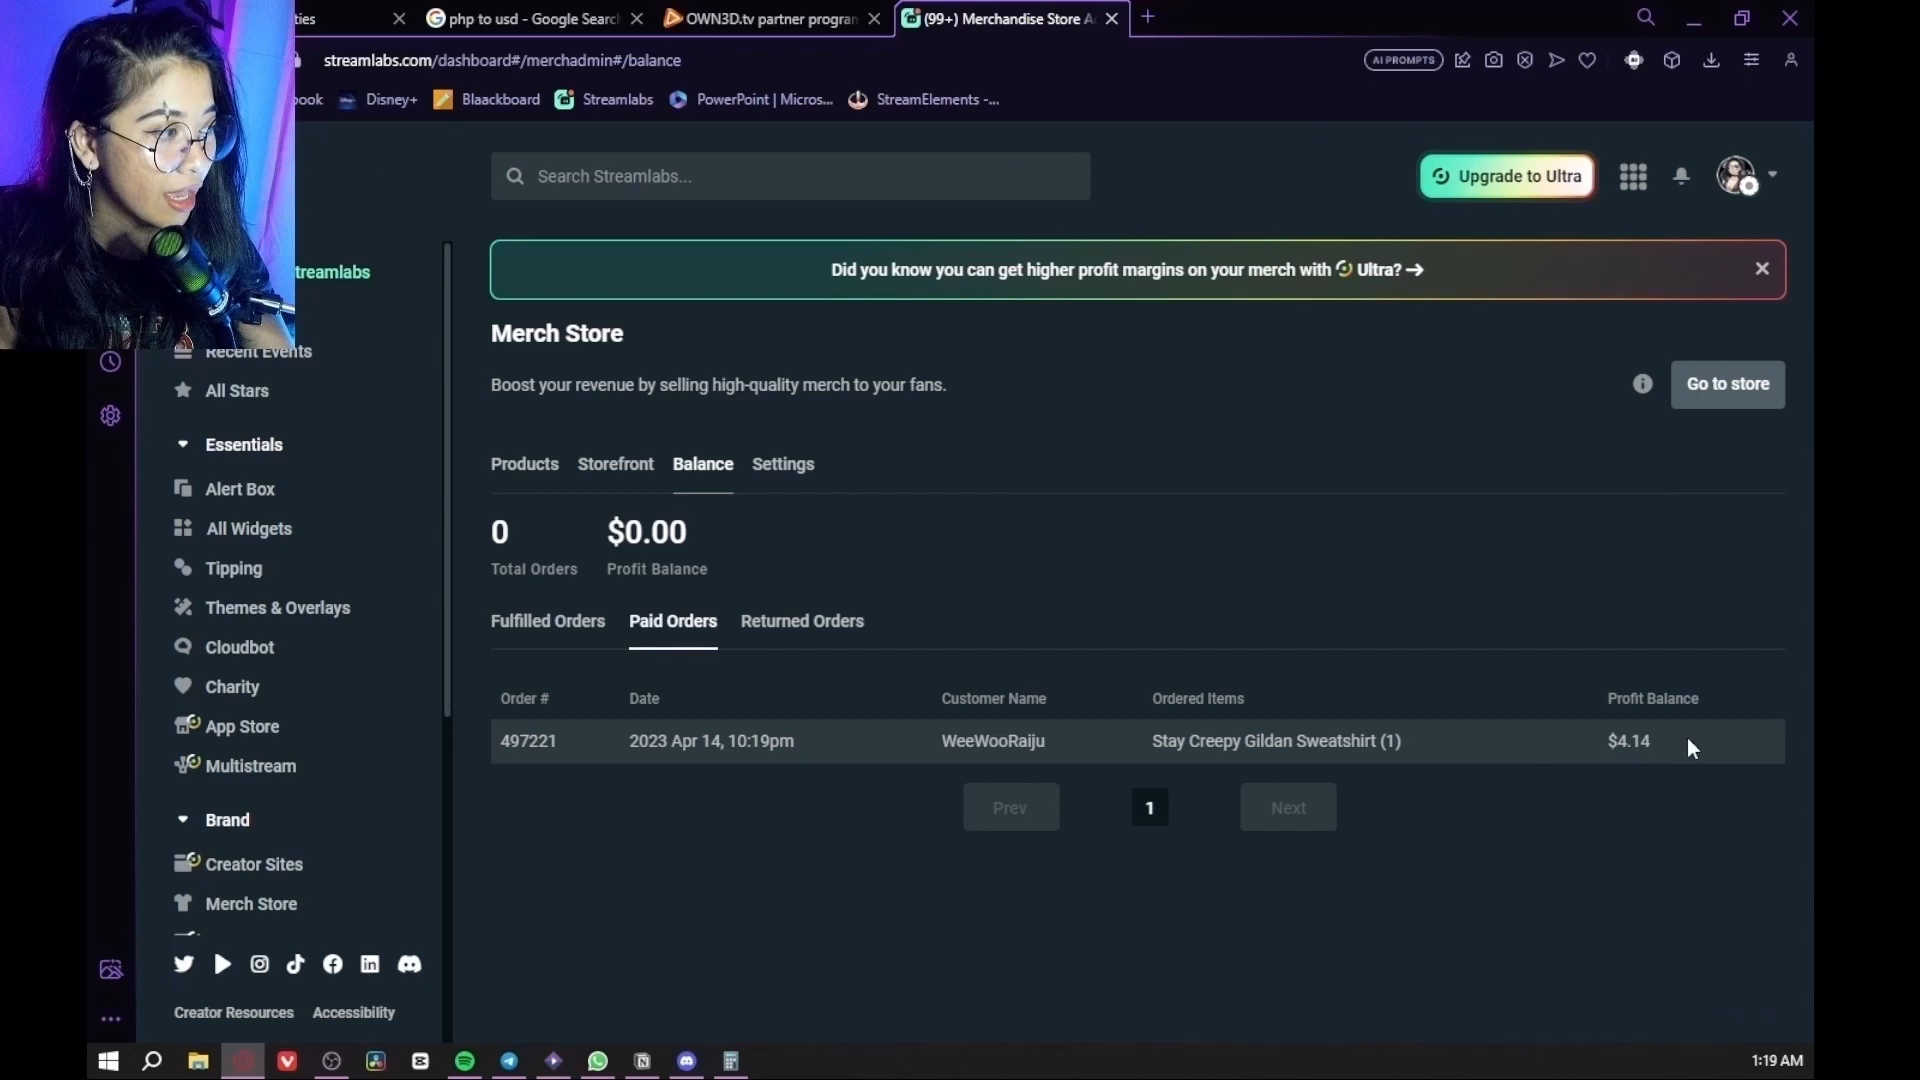 ties
php to usd - Google Search
OWN3D.tv partner program
(99+) Merchandise Store A
streamlabs.com/dashboard#/merchadmin#/balance
AI PROMPTS
book
Disney+
Blaackboard
Streamlabs
PowerPoint | Micros...
StreamElements -...
Search Streamlabs...
Upgrade to Ultra
treamlabs
Did you know you can get higher profit margins on your merch with Ultra? →
Merch Store
Boost your revenue by selling high-quality merch to your fans.
Go to store
Recent Events
All Stars
Essentials
Alert Box
All Widgets
Tipping
Themes & Overlays
Cloudbot
Charity
App Store
Multistream
Brand
Creator Sites
Merch Store
Creator Resources
Accessibility
Products
Storefront
Balance
Settings
0
$0.00
Total Orders
Profit Balance
Fulfilled Orders
Paid Orders
Returned Orders
Order #
Date
Customer Name
Ordered Items
Profit Balance
497221
2023 Apr 14, 10:19pm
WeeWooRaiju
Stay Creepy Gildan Sweatshirt (1)
$4.14
Prev
1
Next
1:19 AM